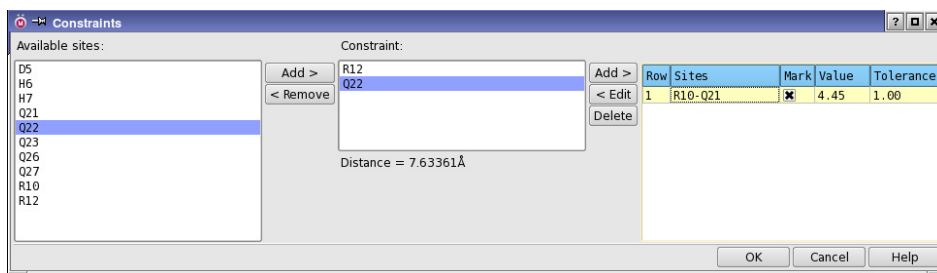 Constraints
?
Available sites:
Constraint:
D5
H6
H7
Q21
Q22
Q23
Q26
Q27
R10
R12
Add >
< Remove
R12
Q22
Distance = 7.63361Å
Add >
< Edit
Delete
Row Sites Mark Value Tolerance
1 R10-Q21 4.45 1.00
OK Cancel Help